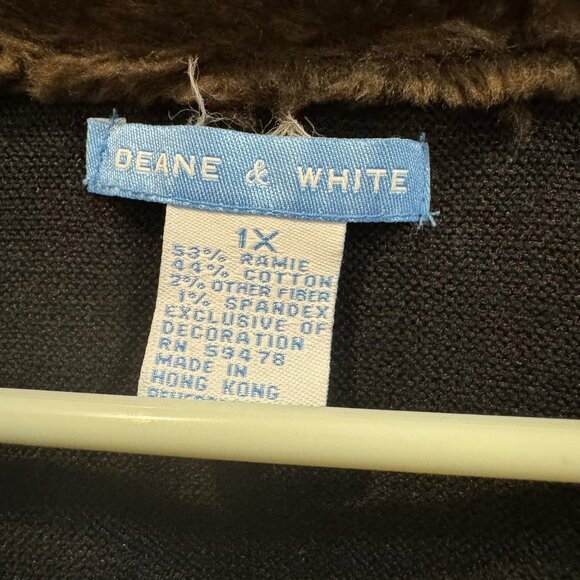 DEANE & WHITE
1X
53% RAMIE
44% COTTON
2% OTHER FIBER
1% SPANDEX
EXCLUSIVE OF
DECORATION
RN 59478
MADE IN
HONG KONG